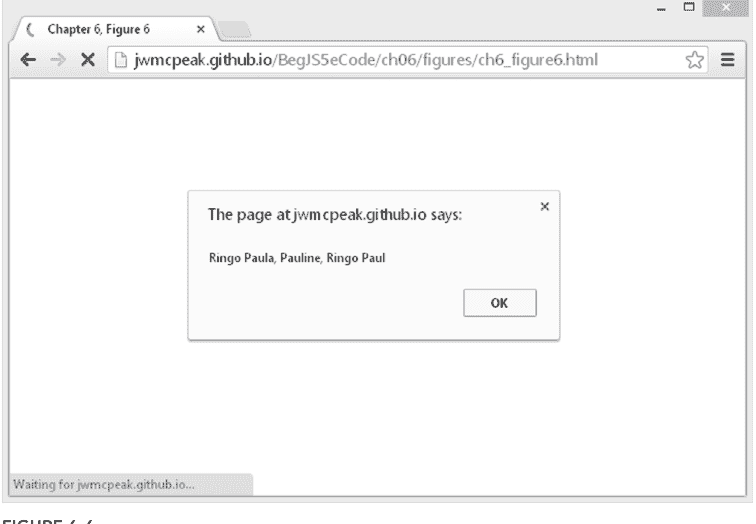 Chapter 6, Figure 6
jwmcpeak.github.io/BegJS5eCode/ch06/figures/ch6_figure6.html
The page at jwmcpeak.github.io says:
Ringo Paula, Pauline, Ringo Paul
OK
Waiting for jwmcpeak.github.io...
FIGURE 6-6